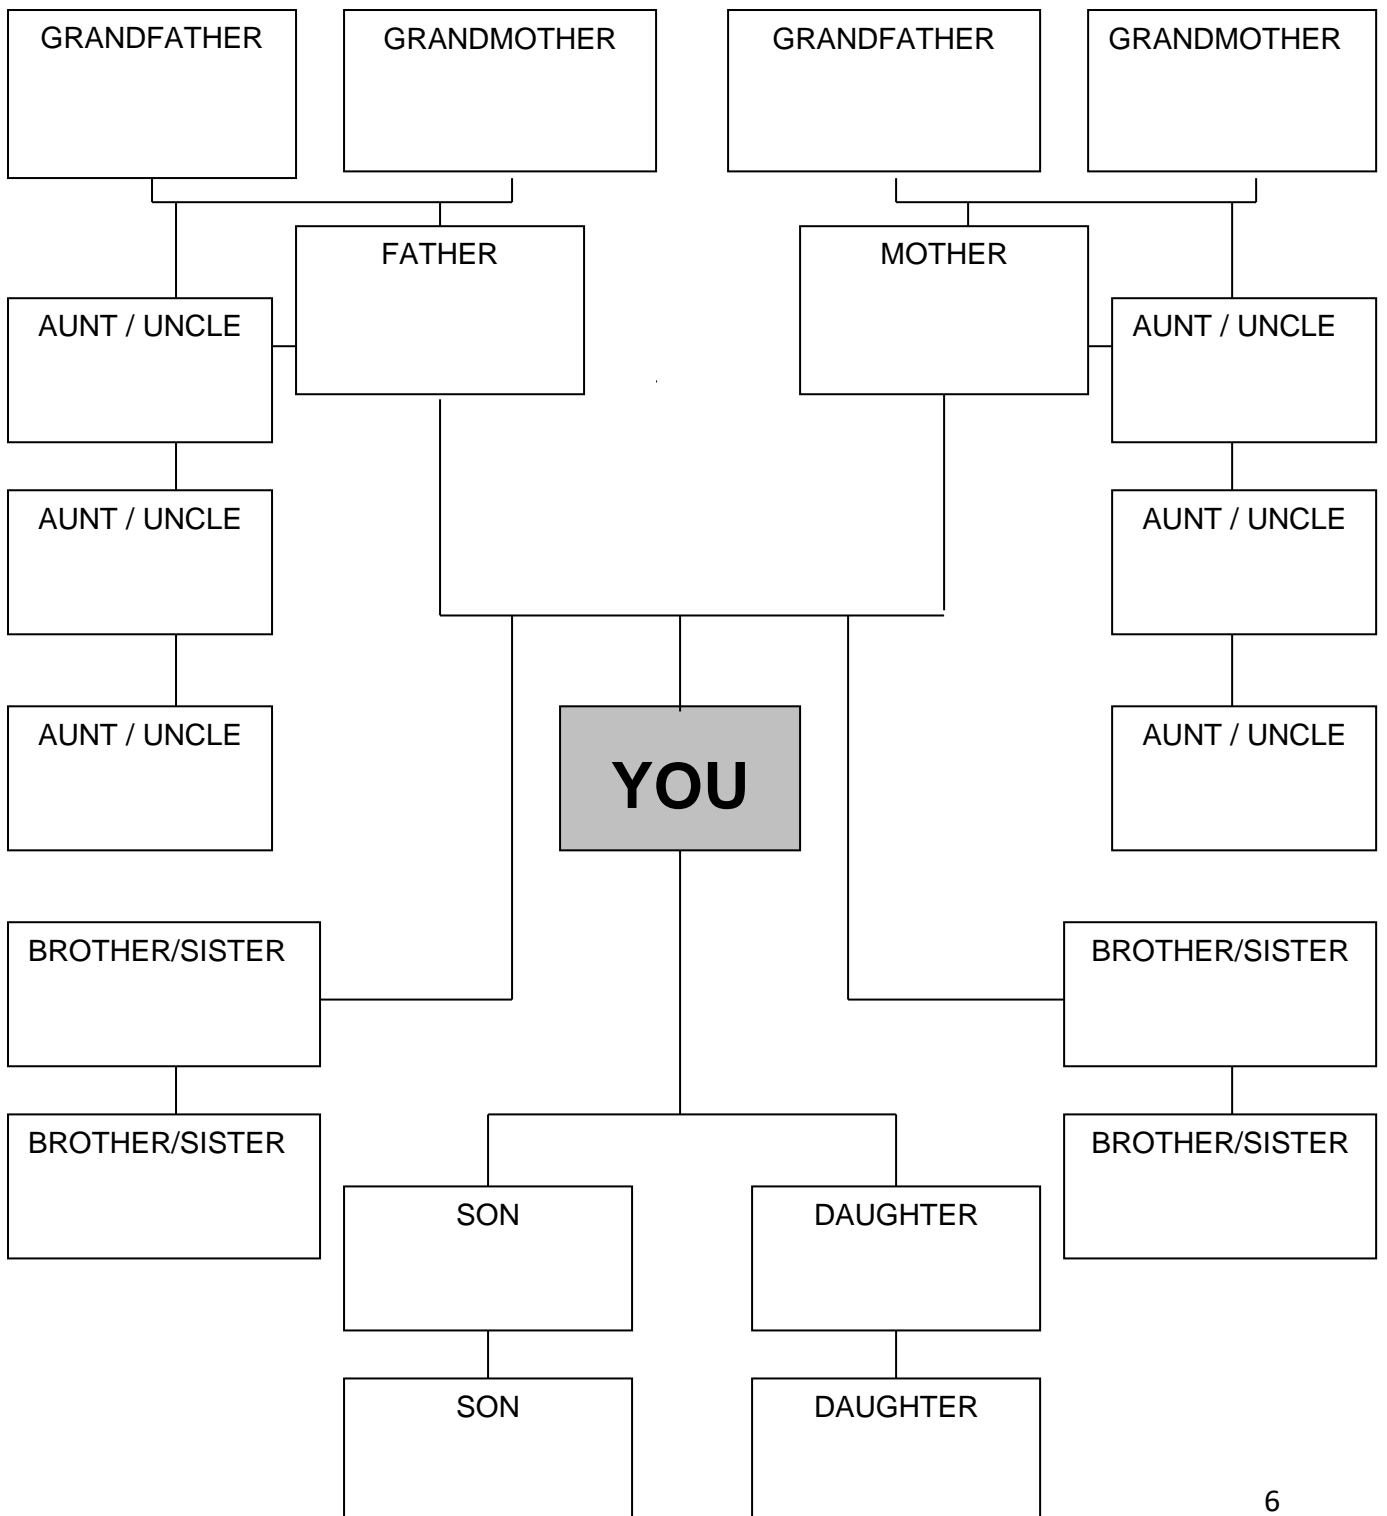 GRANDFATHER
GRANDMOTHER
GRANDFATHER
GRANDMOTHER
FATHER
MOTHER
AUNT / UNCLE
AUNT / UNCLE
AUNT / UNCLE
AUNT / UNCLE
AUNT / UNCLE
AUNT / UNCLE
YOU
BROTHER/SISTER
BROTHER/SISTER
BROTHER/SISTER
BROTHER/SISTER
SON
DAUGHTER
SON
DAUGHTER
6